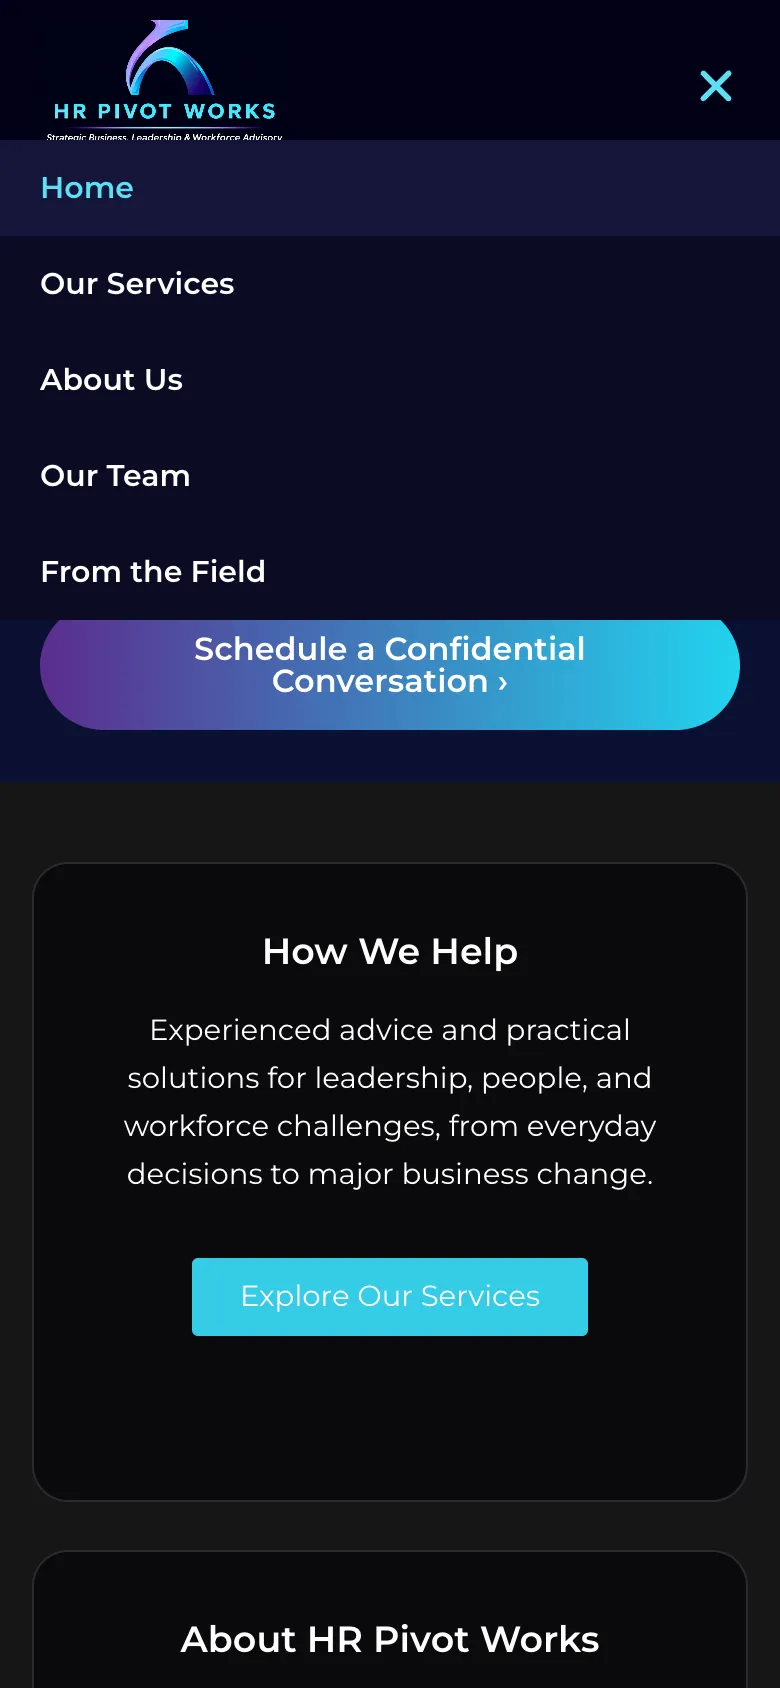 HR PIVOT WORKS
Strategic Business, Leadership & Workforce Advisory
Home
Our Services
About Us
Our Team
From the Field
Schedule a Confidential
Conversation ›
How We Help
Experienced advice and practical
solutions for leadership, people, and
workforce challenges, from everyday
decisions to major business change.
Explore Our Services
About HR Pivot Works